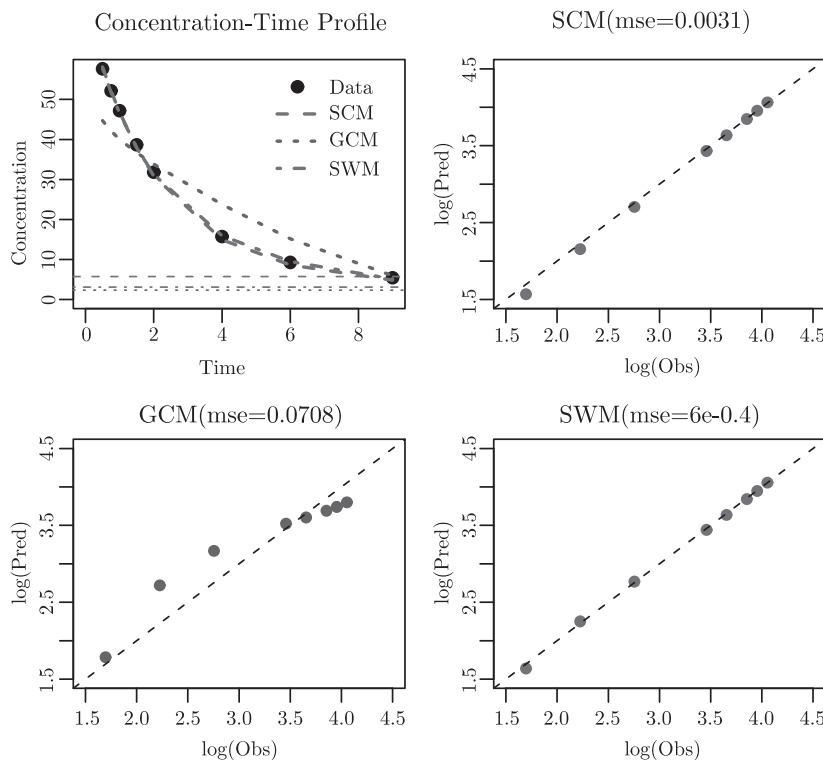 Concentration-Time Profile
Concentration
0 10 20 30 40 50
Data
SCM
GCM
SWM
0 2 4 6 8
Time
SCM(mse=0.0031)
log(Pred)
1.5 2.5 3.5 4.5
1.5 2.0 2.5 3.0 3.5 4.0 4.5
log(Obs)
GCM(mse=0.0708)
log(Pred)
1.5 2.5 3.5 4.5
1.5 2.0 2.5 3.0 3.5 4.0 4.5
log(Obs)
SWM(mse=6e-0.4)
log(Pred)
1.5 2.5 3.5 4.5
1.5 2.0 2.5 3.0 3.5 4.0 4.5
log(Obs)